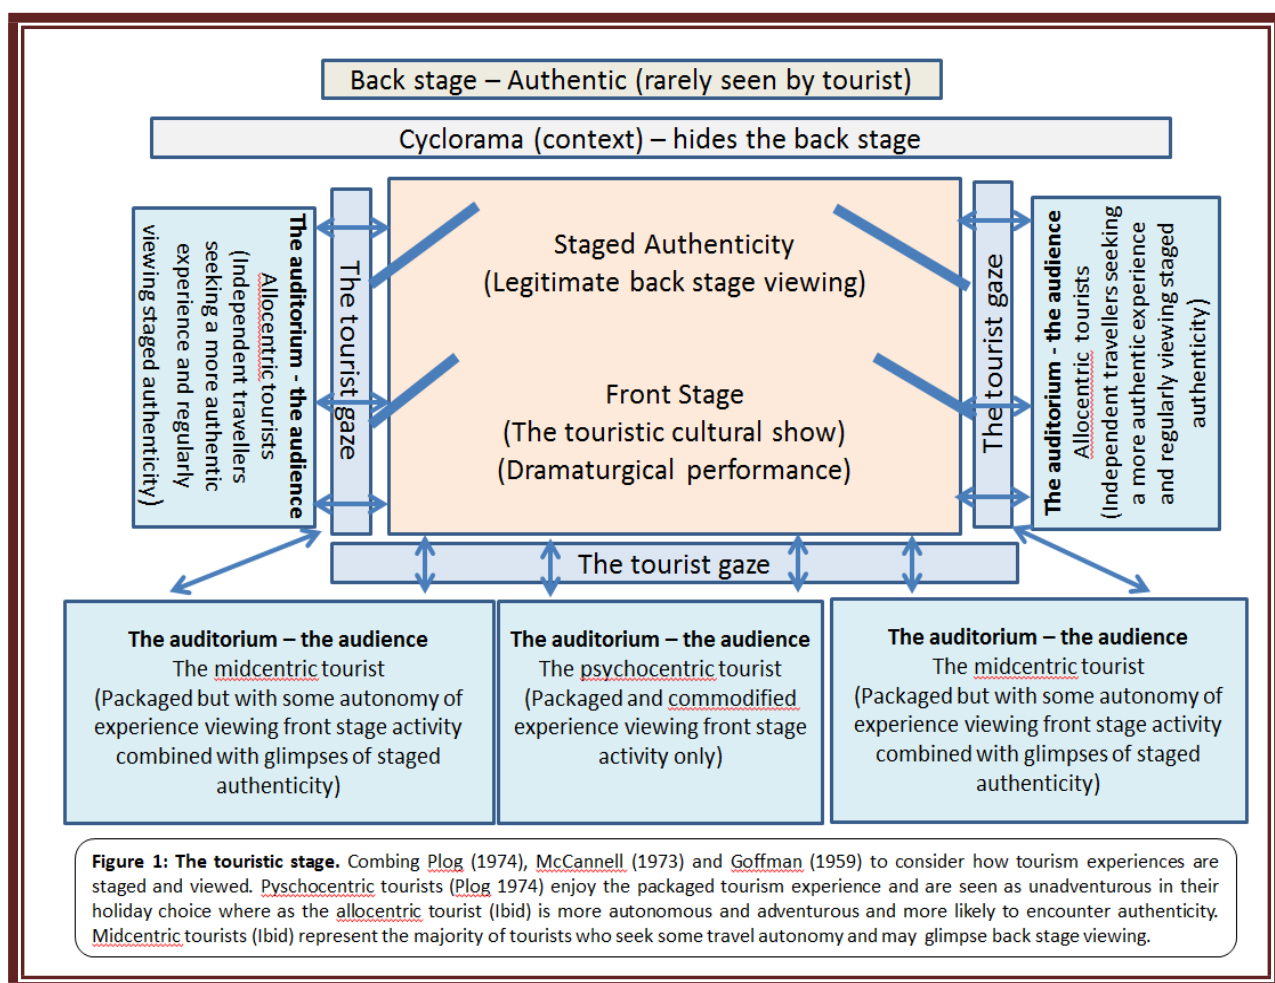 Back stage – Authentic (rarely seen by tourist)
Cyclorama (context) – hides the back stage
The auditorium - the audience
Allocentric tourists
(Independent travellers
seeking a more authentic
experience and regularly
viewing staged authenticity)
The tourist gaze
Staged Authenticity
(Legitimate back stage viewing)
Front Stage
(The touristic cultural show)
(Dramaturgical performance)
The tourist gaze
The auditorium - the audience
Allocentric tourists
(Independent travellers seeking
a more authentic experience
and regularly viewing staged
authenticity)
The tourist gaze
The auditorium – the audience
The midcentric tourist
(Packaged but with some autonomy of
experience viewing front stage activity
combined with glimpses of staged
authenticity)
The auditorium – the audience
The psychocentric tourist
(Packaged and commodified
experience viewing front stage
activity only)
The auditorium – the audience
The midcentric tourist
(Packaged but with some autonomy of
experience viewing front stage activity
combined with glimpses of staged
authenticity)
Figure 1: The touristic stage. Combing Plog (1974), McCannell (1973) and Goffman (1959) to consider how tourism experiences are
staged and viewed. Pyschocentric tourists (Plog 1974) enjoy the packaged tourism experience and are seen as unadventurous in their
holiday choice where as the allocentric tourist (Ibid) is more autonomous and adventurous and more likely to encounter authenticity.
Midcentric tourists (Ibid) represent the majority of tourists who seek some travel autonomy and may glimpse back stage viewing.